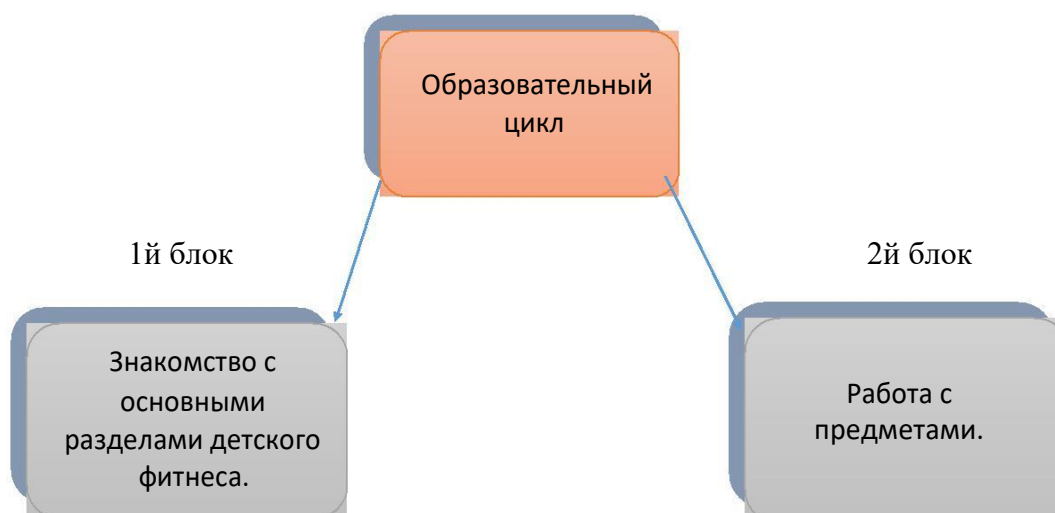 Образовательный
цикл
1й блок
2й блок
Знакомство с
основными
разделами детского
фитнеса.
Работа с
предметами.